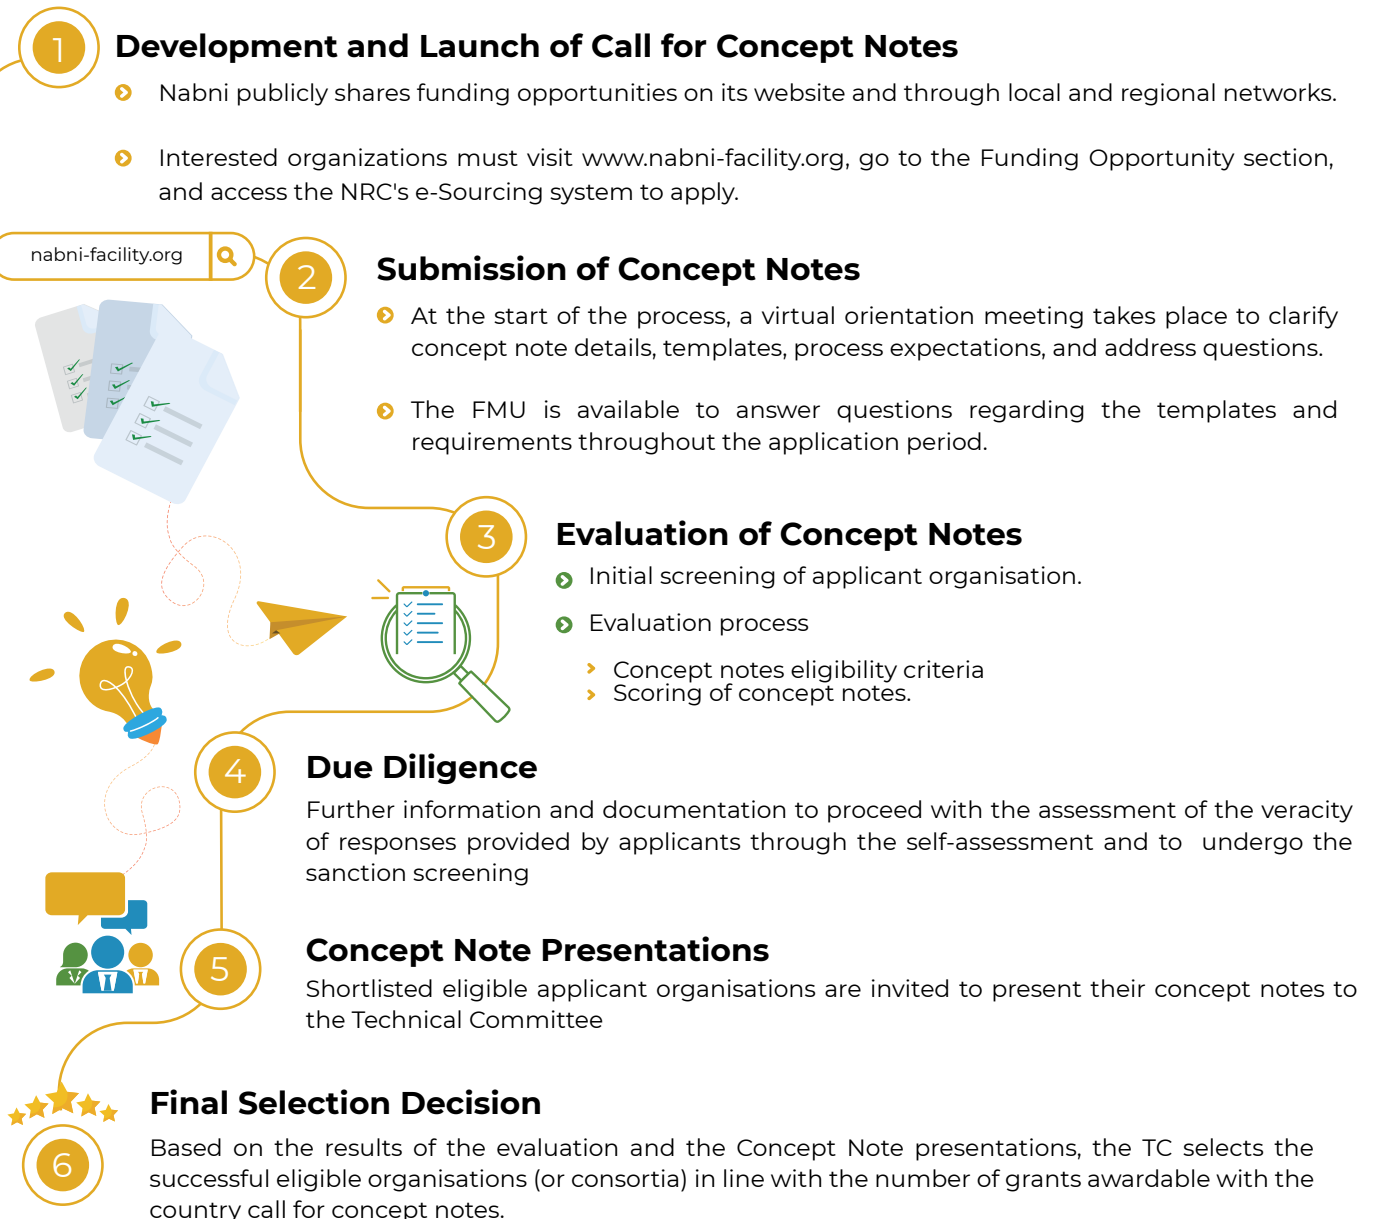 1
Development and Launch of Call for Concept Notes
Nabni publicly shares funding opportunities on its website and through local and regional networks.
Interested organizations must visit www.nabni-facility.org, go to the Funding Opportunity section,
and access the NRC's e-Sourcing system to apply.
nabni-facility.org
2
Submission of Concept Notes
At the start of the process, a virtual orientation meeting takes place to clarify
concept note details, templates, process expectations, and address questions.
The FMU is available to answer questions regarding the templates and
requirements throughout the application period.
3
Evaluation of Concept Notes
Initial screening of applicant organisation.
Evaluation process
Concept notes eligibility criteria
Scoring of concept notes.
4
Due Diligence
Further information and documentation to proceed with the assessment of the veracity
of responses provided by applicants through the self-assessment and to undergo the
sanction screening
5
Concept Note Presentations
Shortlisted eligible applicant organisations are invited to present their concept notes to
the Technical Committee
6
Final Selection Decision
Based on the results of the evaluation and the Concept Note presentations, the TC selects the
successful eligible organisations (or consortia) in line with the number of grants awardable with the
country call for concept notes.